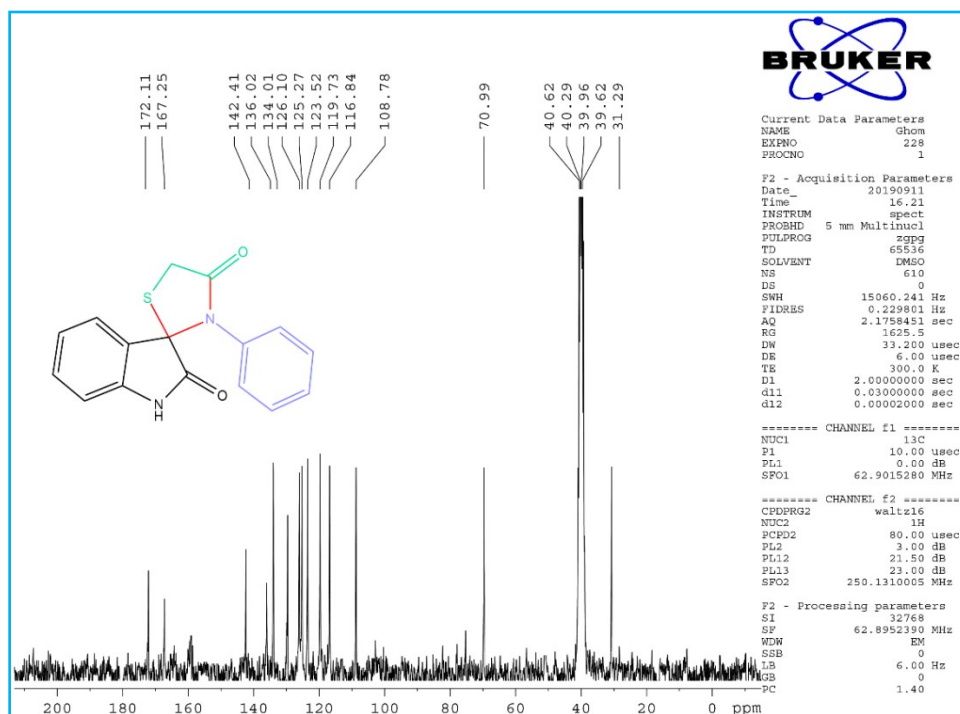 172.11
167.25
142.41
136.02
134.01
126.10
125.27
123.52
119.73
116.84
108.78
70.99
40.62
40.29
39.96
39.62
31.29
BRUKER
Current Data Parameters
NAME Ghom
EXPNO 228
PROCNO 1
F2 - Acquisition Parameters
Date_ 20190911
Time 16.21
INSTRUM spect
PROBHD 5 mm Multinucl
PULPROG zgpg
TD 65536
SOLVENT DMSO
NS 610
DS 0
SWH 15060.241 Hz
FIDRES 0.229801 Hz
AQ 2.1758451 sec
RG 1625.5
DW 33.200 usec
DE 6.00 usec
TE 300.0 K
D1 2.00000000 sec
d11 0.03000000 sec
d12 0.00002000 sec
======== CHANNEL f1 ========
NUC1 13C
P1 10.00 usec
PL1 0.00 dB
SFO1 62.9015280 MHz
======== CHANNEL f2 ========
CPDPRG2 waltz16
NUC2 1H
PCPD2 80.00 usec
PL2 3.00 dB
PL12 21.50 dB
PL13 23.00 dB
SFO2 250.1310005 MHz
F2 - Processing parameters
SI 32768
SF 62.8952390 MHz
WDW EM
SSB 0
LB 6.00 Hz
GB 0
PC 1.40
O
S
N
O
NH
200 180 160 140 120 100 80 60 40 20 0 ppm